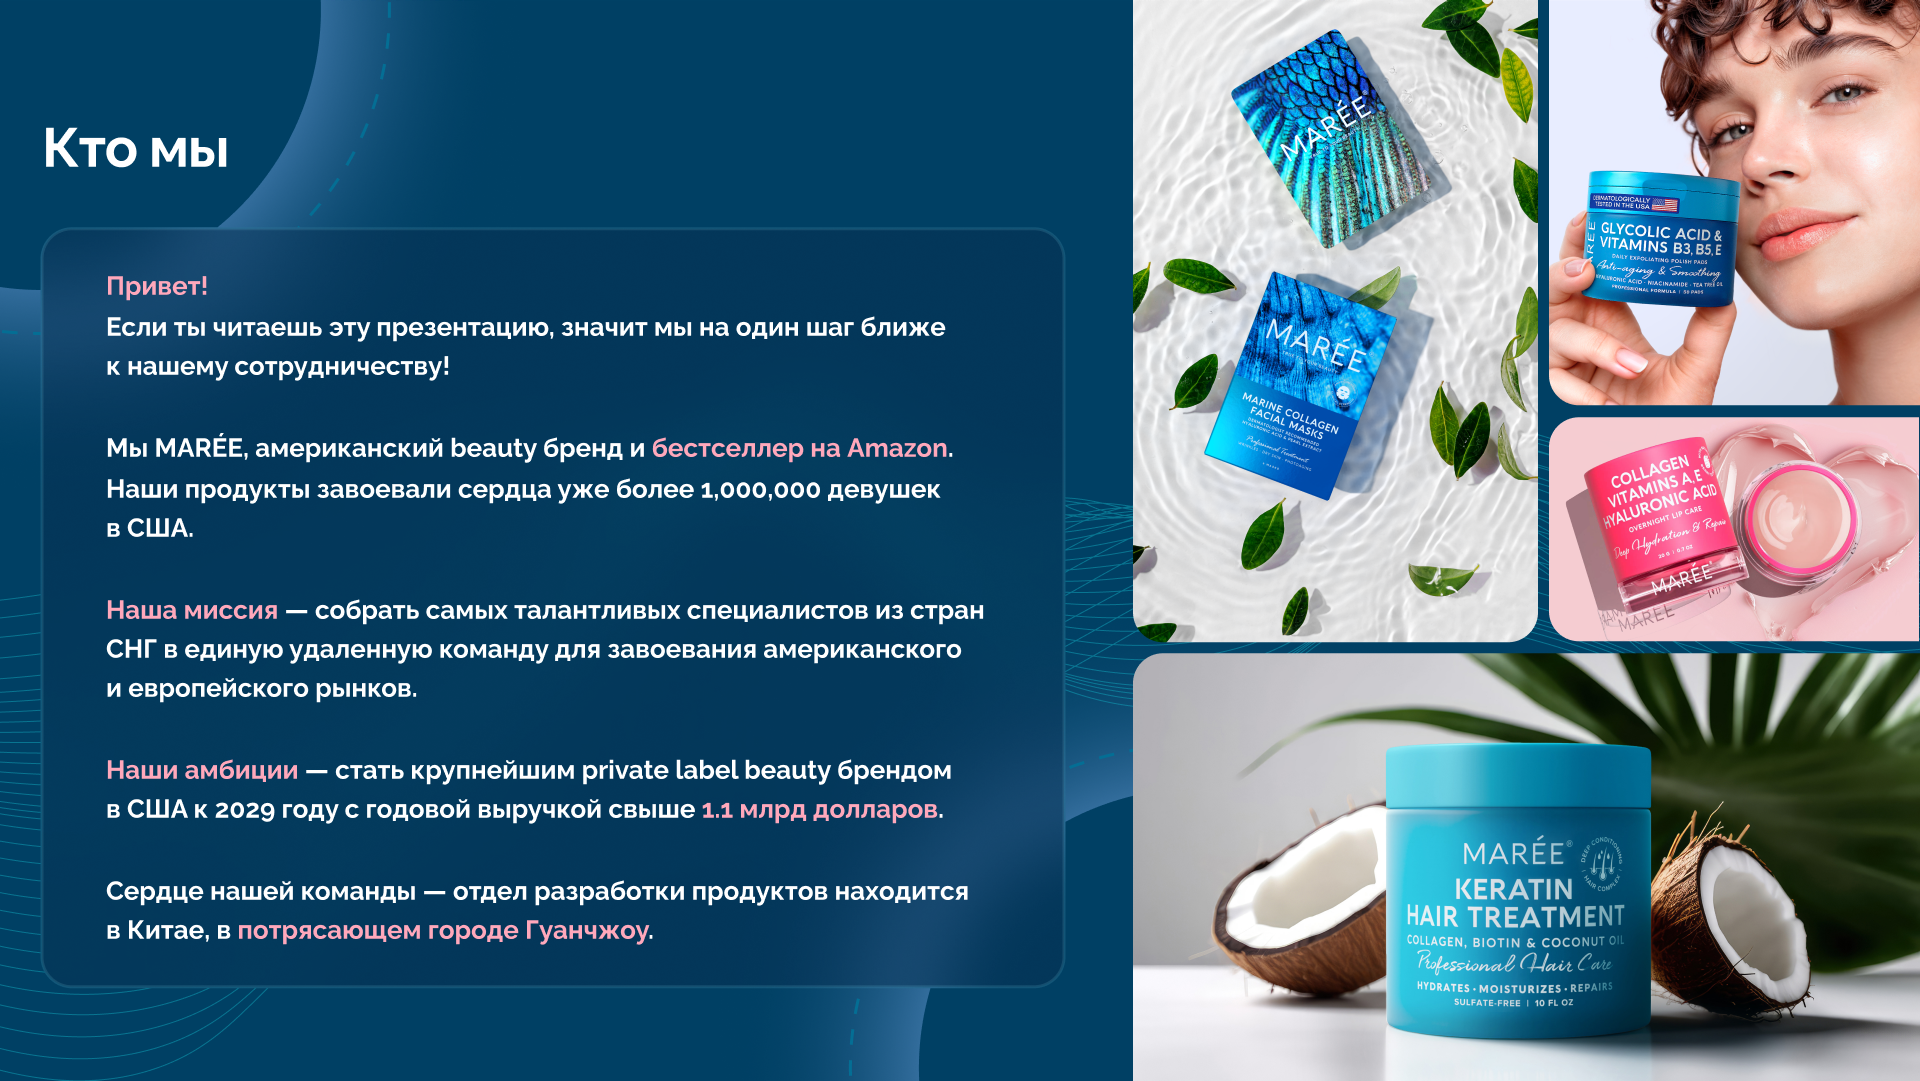 Кто мы
Привет!
Если ты читаешь эту презентацию, значит мы на один шаг ближе
к нашему сотрудничеству!
Мы MARÉE, американский beauty бренд и бестселлер на Amazon.
Наши продукты завоевали сердца уже более 1,000,000 девушек
в США.
Наша миссия — собрать самых талантливых специалистов из стран
СНГ в единую удаленную команду для завоевания американского
и европейского рынков.
Наши амбиции — стать крупнейшим private label beauty брендом
в США к 2029 году с годовой выручкой свыше 1.1 млрд долларов.
Сердце нашей команды — отдел разработки продуктов находится
в Китае, в потрясающем городе Гуанчжоу.
MARÉE
MARÉE
MARINE COLLAGEN
FACIAL MASKS
DERMATOLOGIST RECOMMENDED
HYALURONIC ACID & PEARL EXTRACT
Professional Treatment
DERMATOLOGICALLY
TESTED IN THE USA
GLYCOLIC ACID &
VITAMINS B3, B5, E
DAILY EXFOLIATING POLISH PADS
Anti-aging & Smoothing
HYALURONIC ACID · NIACINAMIDE · TEA TREE OIL
PROFESSIONAL FORMULA | 50 PADS
COLLAGEN
VITAMINS A, E
HYALURONIC ACID
OVERNIGHT LIP CARE
Deep Hydration & Repair
20 G | 0.7 OZ
MARÉE
MARÉE®
DEEP CONDITIONING
HAIR COMPLEX
KERATIN
HAIR TREATMENT
COLLAGEN, BIOTIN & COCONUT OIL
Professional Hair Care
HYDRATES · MOISTURIZES · REPAIRS
SULFATE-FREE | 10 FL OZ